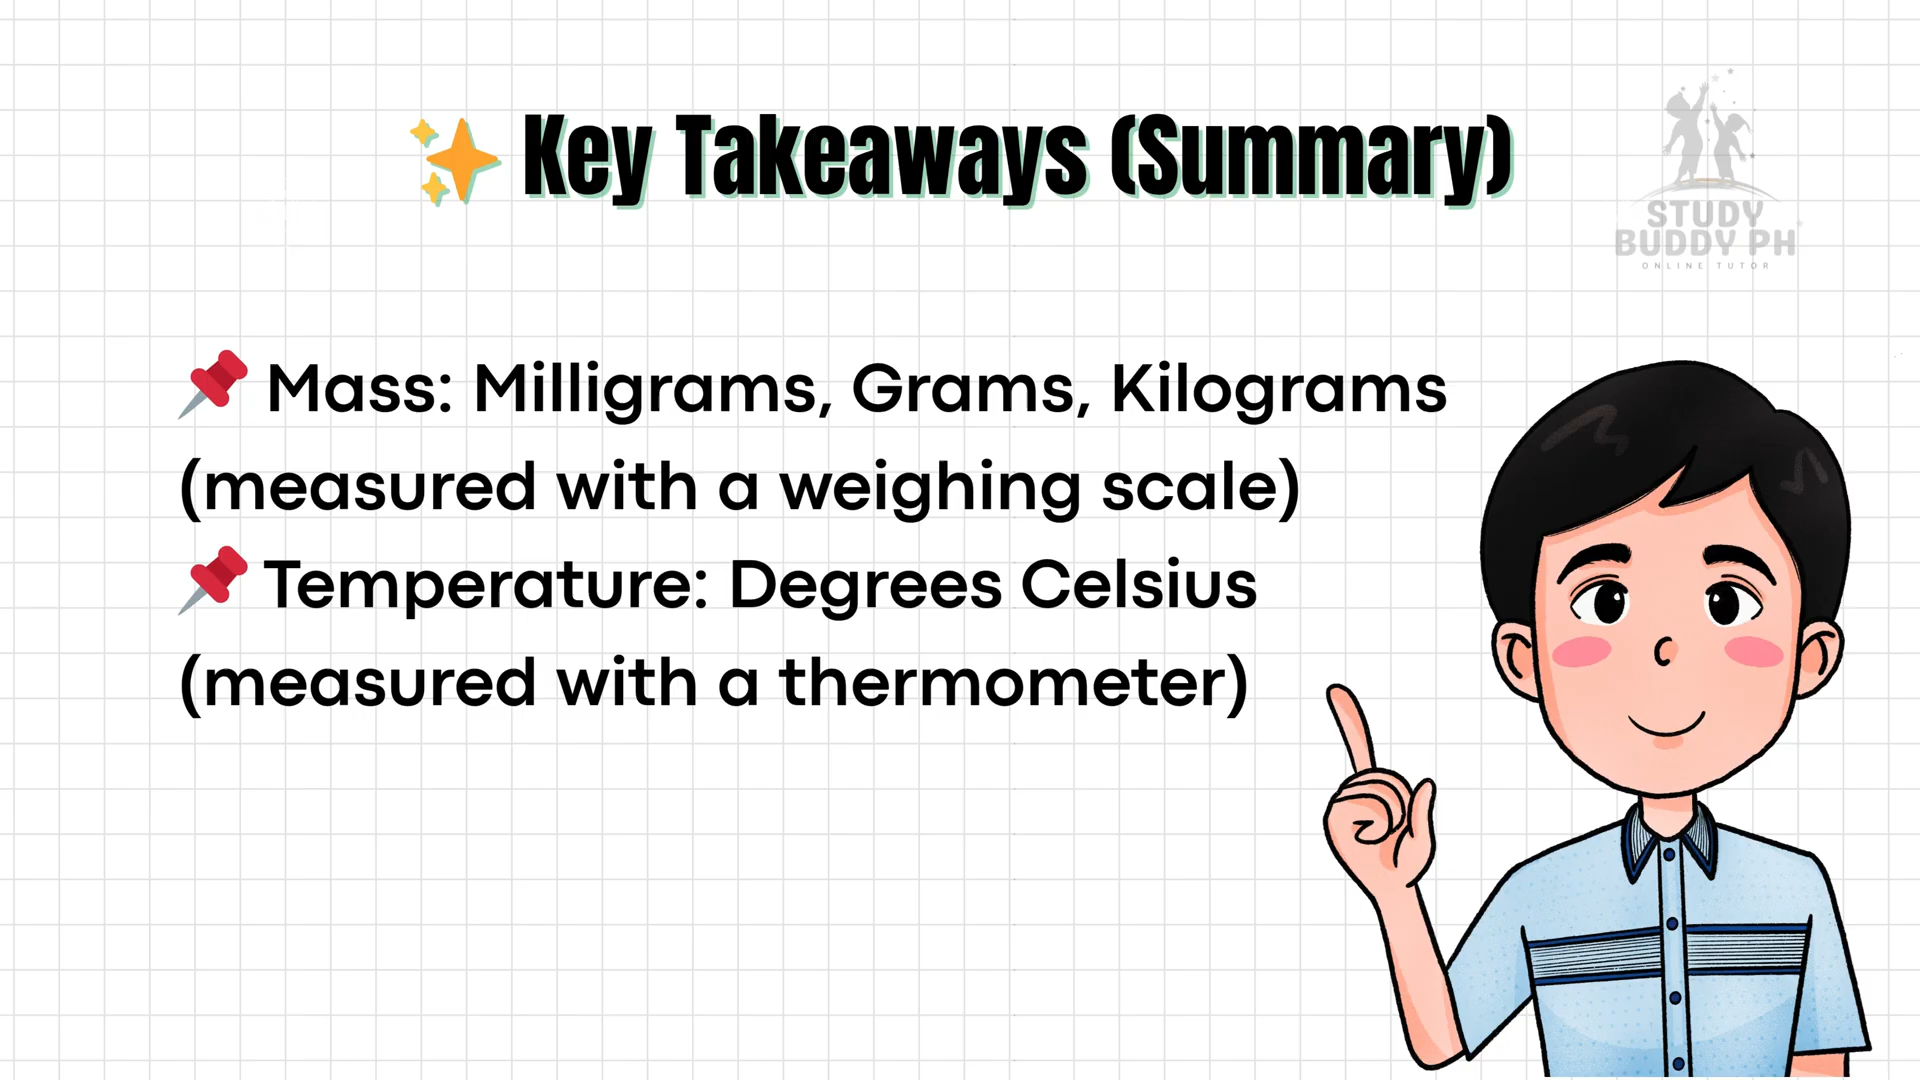 ✨ Key Takeaways (Summary)
STUDY
BUDDY PH
ONLINE TUTOR
📌 Mass: Milligrams, Grams, Kilograms
(measured with a weighing scale)
📌 Temperature: Degrees Celsius
(measured with a thermometer)